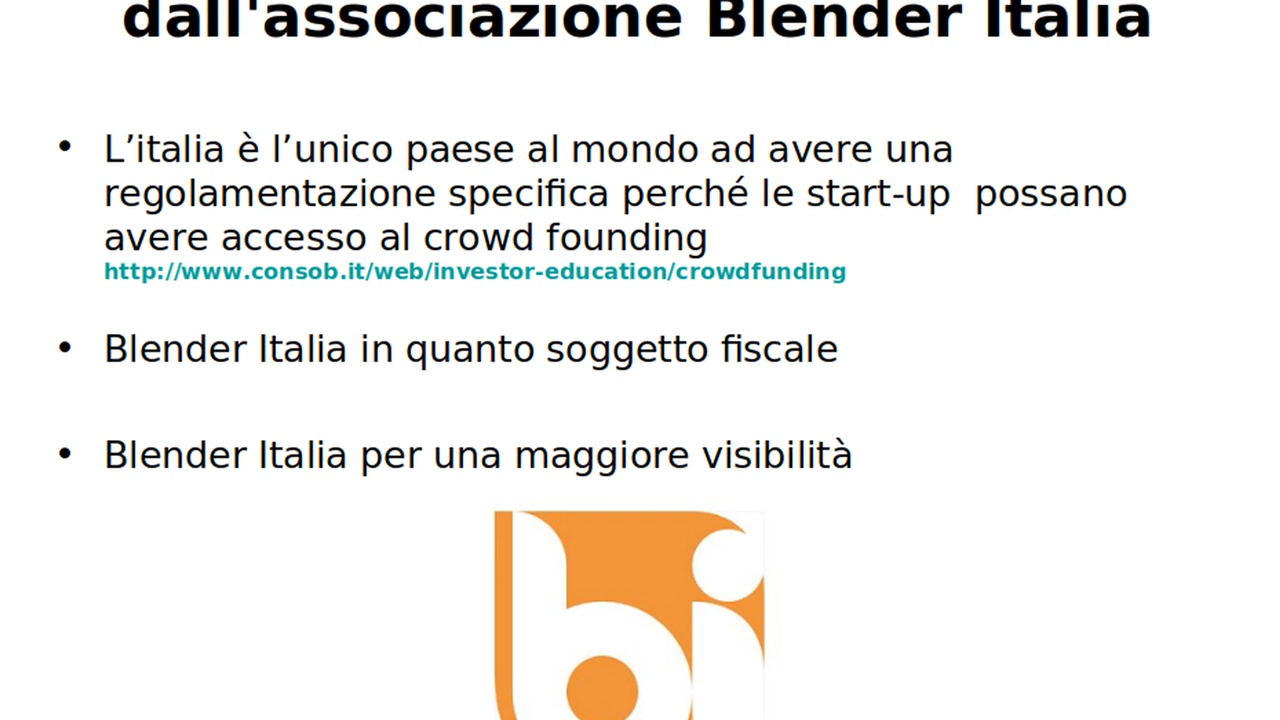 dall'associazione Blender Italia
• L’italia è l’unico paese al mondo ad avere una
regolamentazione specifica perché le start-up  possano
avere accesso al crowd founding
http://www.consob.it/web/investor-education/crowdfunding
• Blender Italia in quanto soggetto fiscale
• Blender Italia per una maggiore visibilità
bi